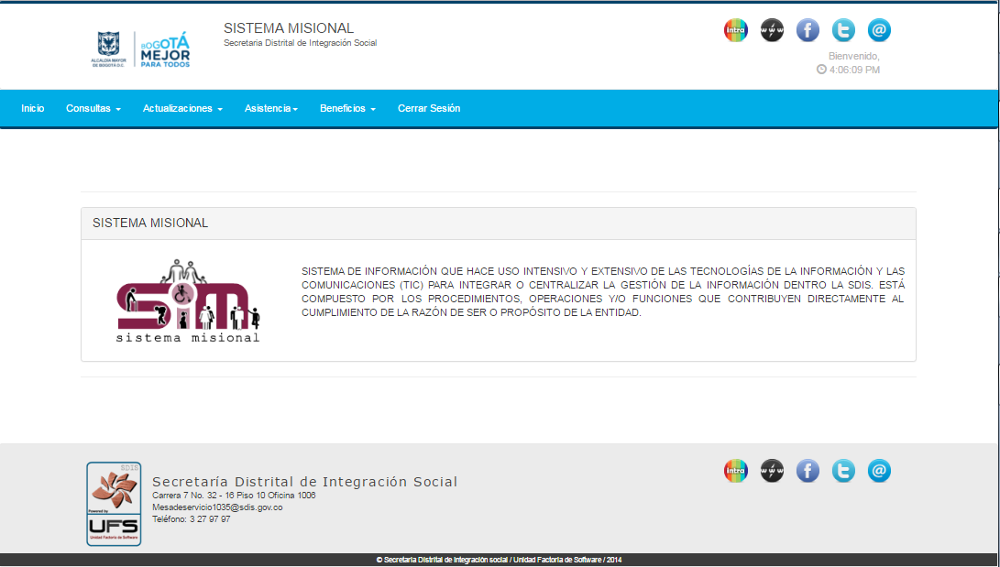 SISTEMA MISIONAL
Secretaria Distrital de Integración Social
ALCALDIA MAYOR
DE BOGOTÁ D.C.
BOGOTÁ
MEJOR
PARA TODOS
intra
www
f
t
@
Bienvenido,
4:06:09 PM
Inicio
Consultas
Actualizaciones
Asistencia
Beneficios
Cerrar Sesión
SISTEMA MISIONAL
SiM
sistema misional
SISTEMA DE INFORMACIÓN QUE HACE USO INTENSIVO Y EXTENSIVO DE LAS TECNOLOGÍAS DE LA INFORMACIÓN Y LAS
COMUNICACIONES (TIC) PARA INTEGRAR O CENTRALIZAR LA GESTIÓN DE LA INFORMACIÓN DENTRO LA SDIS. ESTÁ
COMPUESTO POR LOS PROCEDIMIENTOS, OPERACIONES Y/O FUNCIONES QUE CONTRIBUYEN DIRECTAMENTE AL
CUMPLIMIENTO DE LA RAZÓN DE SER O PROPÓSITO DE LA ENTIDAD.
SDIS
Powered by
UFS
Unidad Factoría de Software
Secretaría Distrital de Integración Social
Carrera 7 No. 32 - 16 Piso 10 Oficina 1006
Mesadeservicio1035@sdis.gov.co
Teléfono: 3 27 97 97
intra
www
f
t
@
© Secretaria Distrital de Integración social / Unidad Factoria de Software / 2014